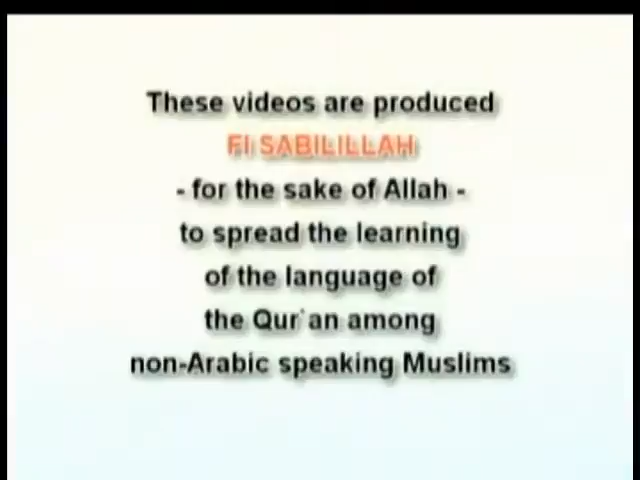 These videos are produced
FI SABILILLAH
- for the sake of Allah -
to spread the learning
of the language of
the Qur'an among
non-Arabic speaking Muslims